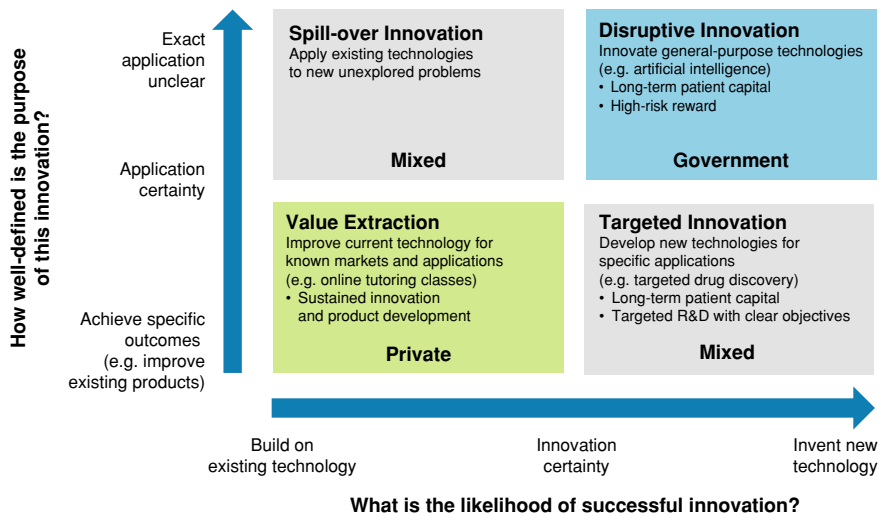 How well-defined is the purpose
of this innovation?
Exact
application
unclear
Application
certainty
Achieve specific
outcomes
(e.g. improve
existing products)
Spill-over Innovation
Apply existing technologies
to new unexplored problems
Mixed
Disruptive Innovation
Innovate general-purpose technologies
(e.g. artificial intelligence)
• Long-term patient capital
• High-risk reward
Government
Value Extraction
Improve current technology for
known markets and applications
(e.g. online tutoring classes)
• Sustained innovation
and product development
Private
Targeted Innovation
Develop new technologies for
specific applications
(e.g. targeted drug discovery)
• Long-term patient capital
• Targeted R&D with clear objectives
Mixed
Build on
existing technology
Innovation
certainty
Invent new
technology
What is the likelihood of successful innovation?